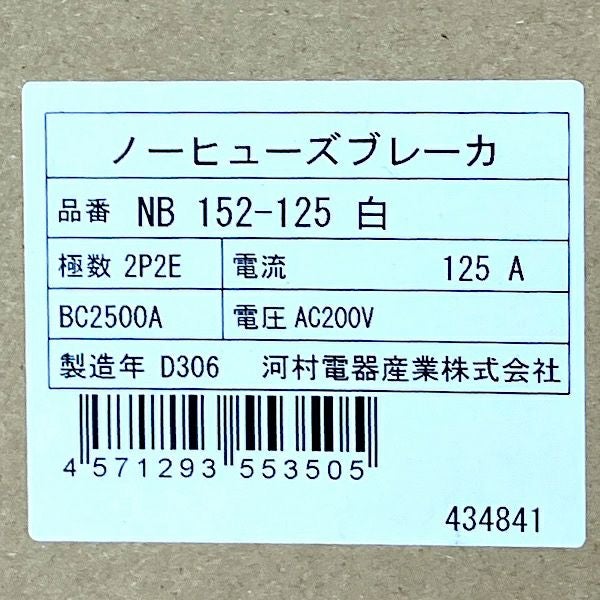 ノーヒューズブレーカ
品番 NB 152-125 白
極数 2P2E 電流 125 A
BC2500A 電圧 AC200V
製造年 D306 河村電器産業株式会社
4 571293 553505
434841